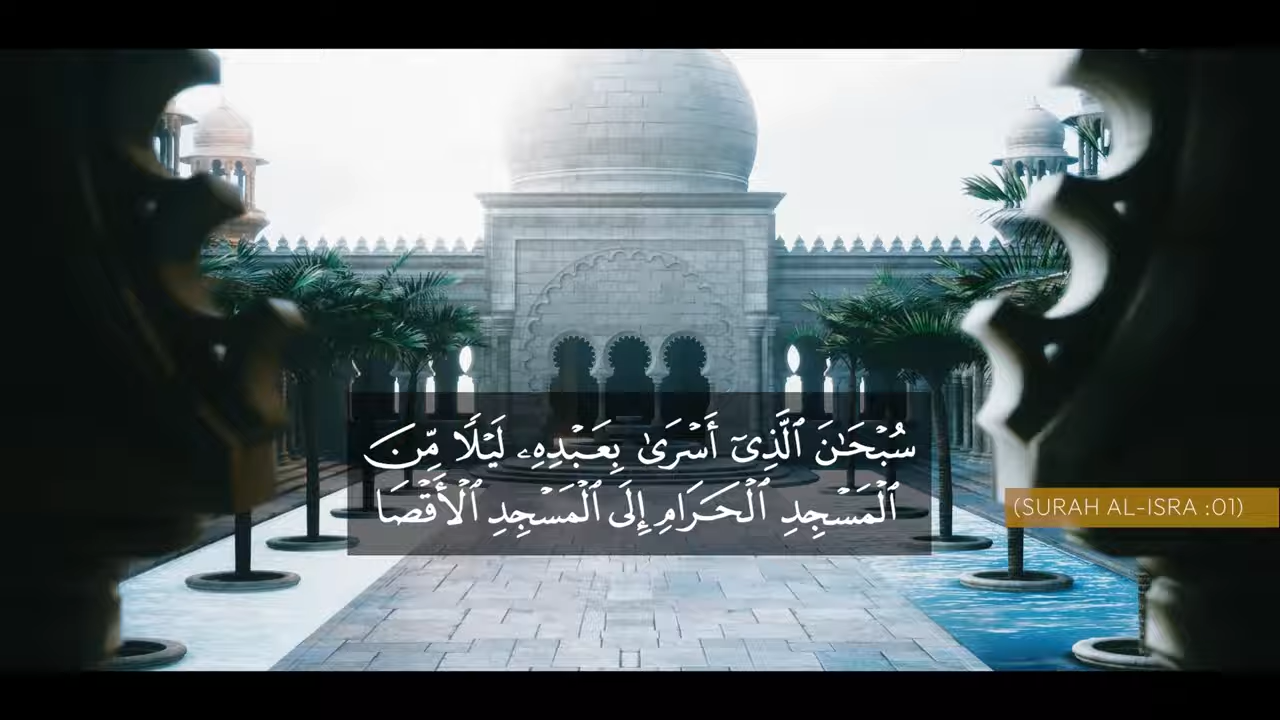 سُبْحَٰنَ ٱلَّذِىٓ أَسْرَىٰ بِعَبْدِهِۦ لَيْلًا مِّنَ
ٱلْمَسْجِدِ ٱلْحَرَامِ إِلَى ٱلْمَسْجِدِ ٱلْأَقْصَا
(SURAH AL-ISRA :01)